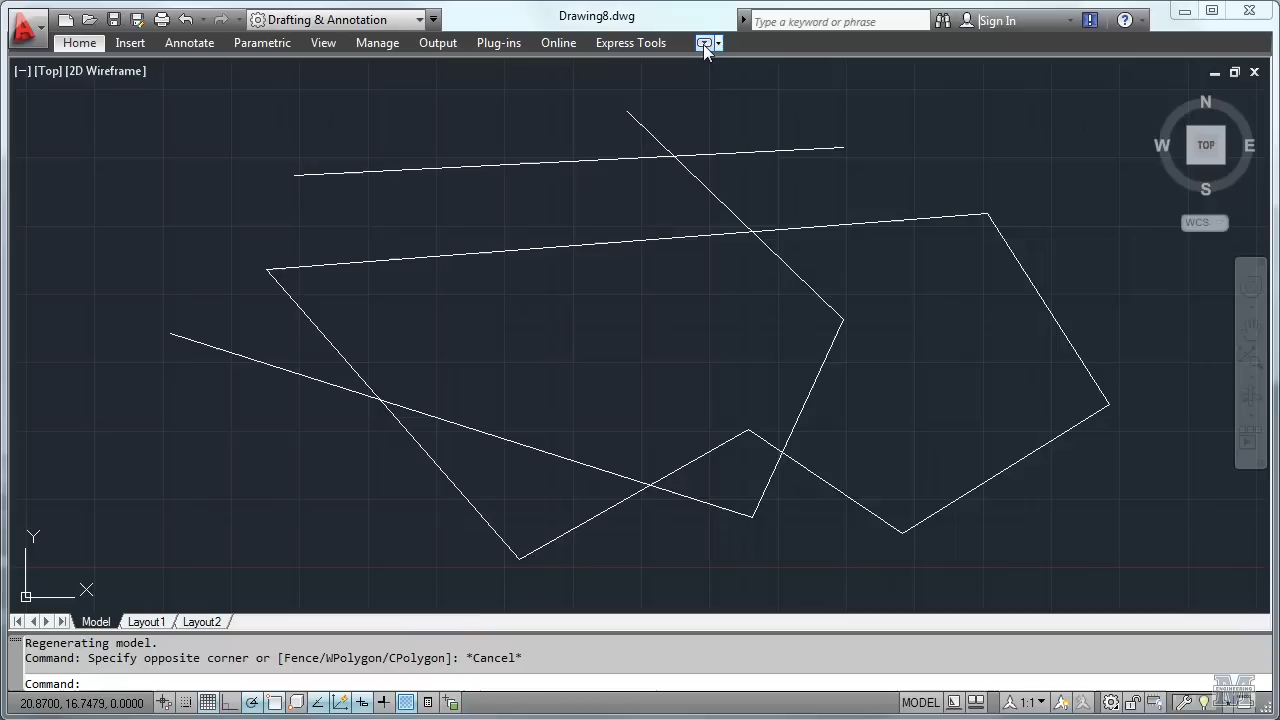 Drafting & Annotation
Drawing8.dwg
Type a keyword or phrase
Sign In
Home Insert Annotate Parametric View Manage Output Plug-ins Online Express Tools
[−] [Top] [2D Wireframe]
N
W TOP E
S
WCS
Y
X
Model Layout1 Layout2
Regenerating model.
Command: Specify opposite corner or [Fence/WPolygon/CPolygon]: *Cancel*
Command:
20.8700, 16.7479, 0.0000 MODEL 1:1
ENGINEERING